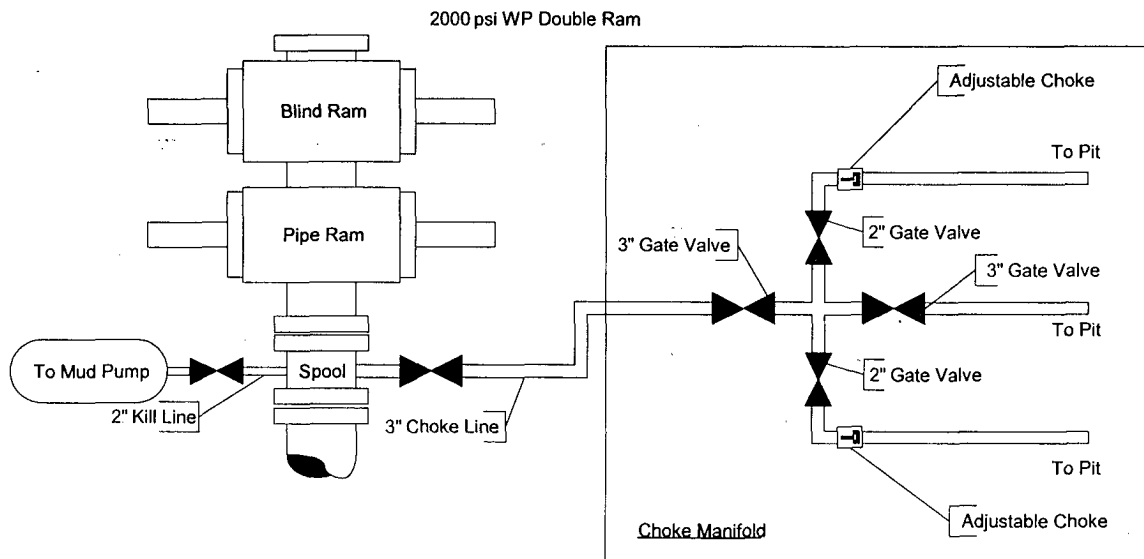 2000 psi WP Double Ram
Adjustable Choke
Blind Ram
To Pit
Pipe Ram
2" Gate Valve
3" Gate Valve
3" Gate Valve
To Pit
To Mud Pump
Spool
2" Gate Valve
2" Kill Line
3" Choke Line
To Pit
Adjustable Choke
Choke Manifold